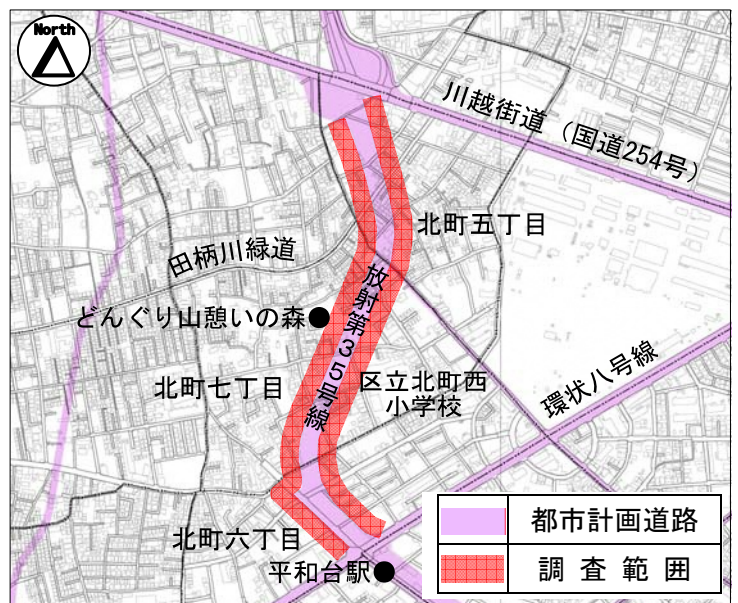 North
川越街道（国道254号）
北町五丁目
田柄川緑道
放射第35号線
どんぐり山憩いの森
北町七丁目
区立北町西
小学校
環状八号線
北町六丁目
平和台駅
都市計画道路
調査範囲